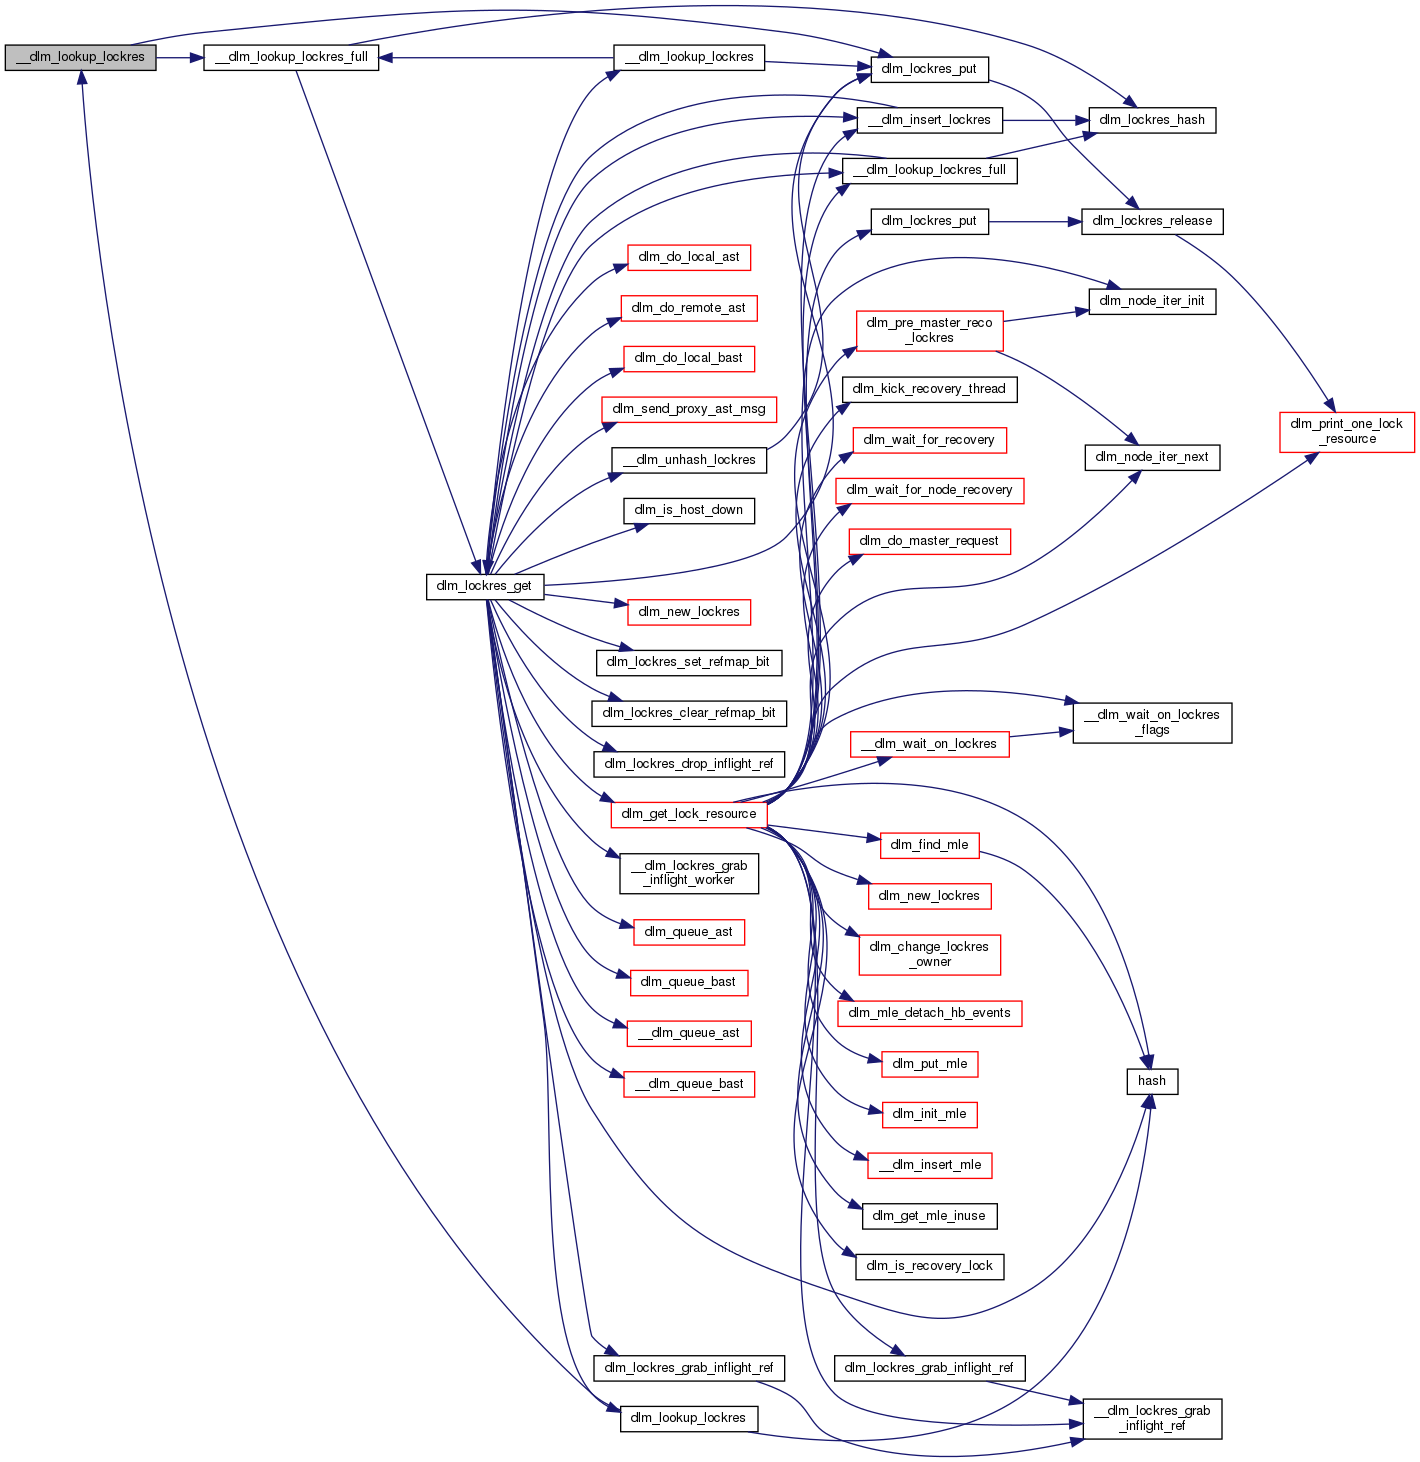 __dlm_lookup_lockres
__dlm_lookup_lockres_full
dlm_lockres_get
__dlm_lookup_lockres
dlm_do_local_ast
dlm_do_remote_ast
dlm_do_local_bast
dlm_send_proxy_ast_msg
__dlm_unhash_lockres
dlm_is_host_down
dlm_new_lockres
dlm_lockres_set_refmap_bit
dlm_lockres_clear_refmap_bit
dlm_lockres_drop_inflight_ref
dlm_get_lock_resource
__dlm_lockres_grab
_inflight_worker
dlm_queue_ast
dlm_queue_bast
__dlm_queue_ast
__dlm_queue_bast
dlm_lockres_grab_inflight_ref
dlm_lookup_lockres
dlm_lockres_put
__dlm_insert_lockres
__dlm_lookup_lockres_full
dlm_lockres_put
dlm_pre_master_reco
_lockres
dlm_kick_recovery_thread
dlm_wait_for_recovery
dlm_wait_for_node_recovery
dlm_do_master_request
__dlm_wait_on_lockres
dlm_find_mle
dlm_new_lockres
dlm_change_lockres
_owner
dlm_mle_detach_hb_events
dlm_put_mle
dlm_init_mle
__dlm_insert_mle
dlm_get_mle_inuse
dlm_is_recovery_lock
dlm_lockres_grab_inflight_ref
dlm_lockres_hash
dlm_lockres_release
dlm_node_iter_init
dlm_node_iter_next
__dlm_wait_on_lockres
_flags
hash
__dlm_lockres_grab
_inflight_ref
dlm_print_one_lock
_resource